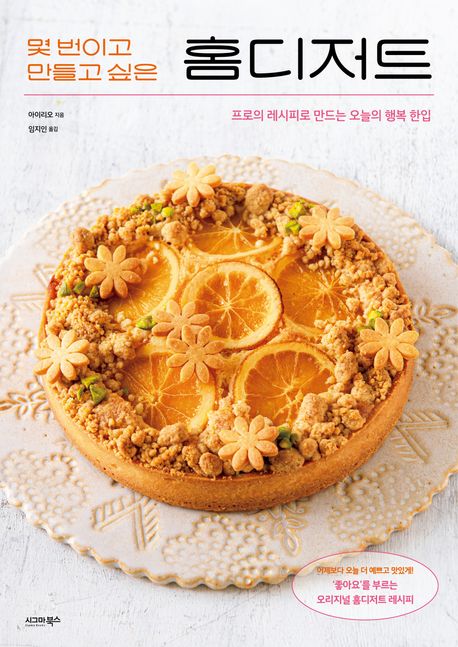 몇 번이고
만들고 싶은
홈디저트
아이리오 지음
임지인 옮김
프로의 레시피로 만드는 오늘의 행복 한입
어제보다 오늘 더 예쁘고 맛있게!
'좋아요'를 부르는
오리지널 홈디저트 레시피
시그마북스